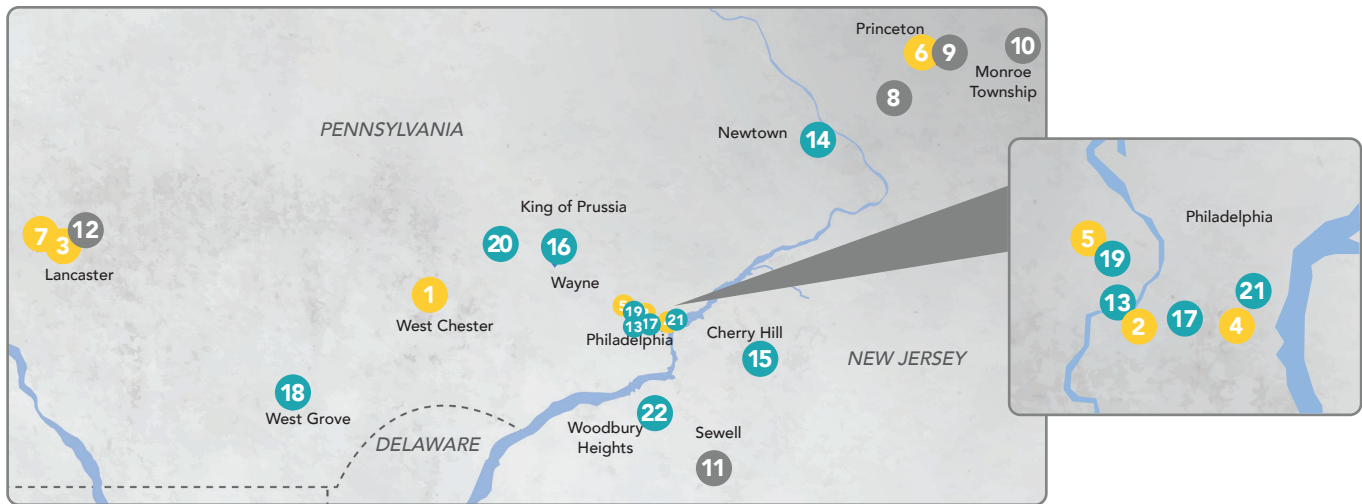 Princeton
6
9
10
Monroe
Township
8
PENNSYLVANIA
Newtown
14
King of Prussia
7
3
12
Lancaster
20
16
Wayne
1
West Chester
5
19
13
17
21
Philadelphia
Cherry Hill
15
NEW JERSEY
18
West Grove
DELAWARE
Woodbury
Heights
22
Sewell
11
Philadelphia
5
19
13
2
17
4
21